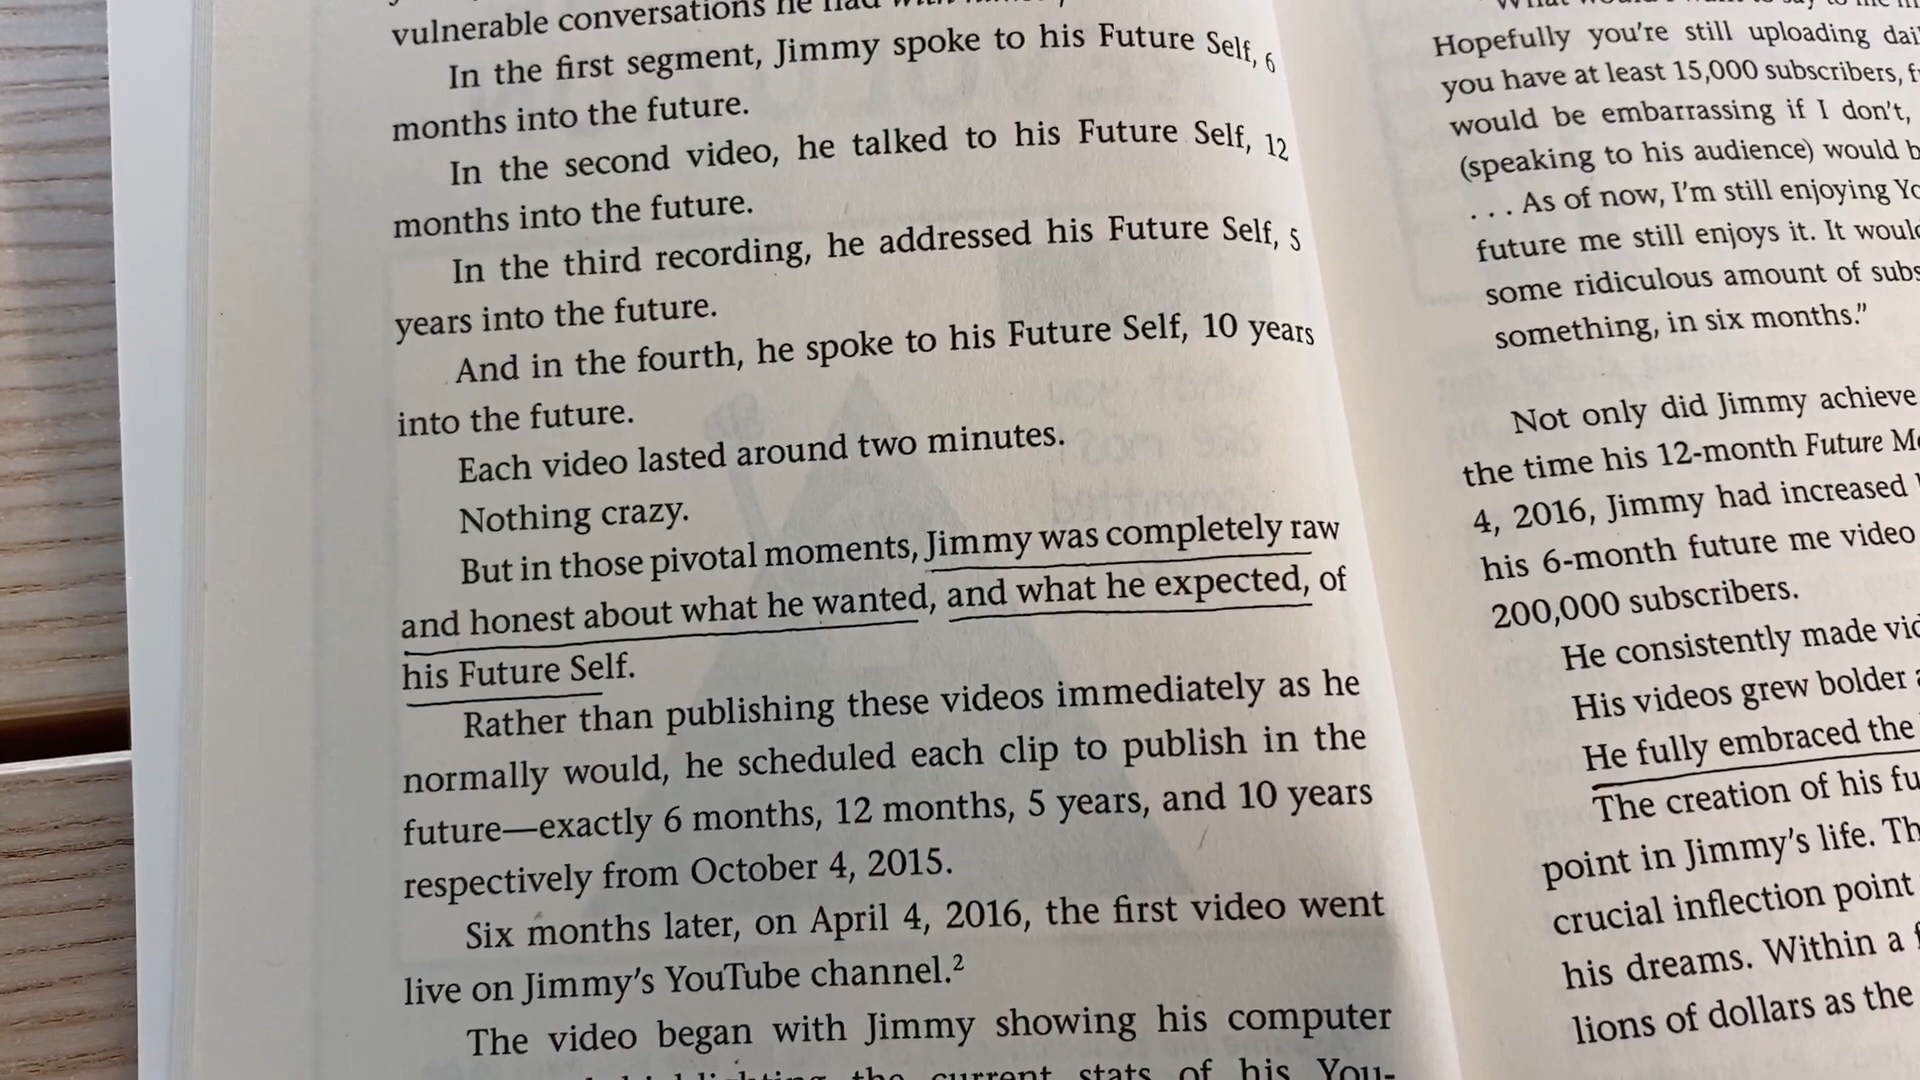 vulnerable conversations he had with
In the first segment, Jimmy spoke to his Future Self, 6
months into the future.
In the second video, he talked to his Future Self, 12
months into the future.
In the third recording, he addressed his Future Self, 5
years into the future.
And in the fourth, he spoke to his Future Self, 10 years
into the future.
Each video lasted around two minutes.
Nothing crazy.
But in those pivotal moments, Jimmy was completely raw
and honest about what he wanted, and what he expected, of
his Future Self.
Rather than publishing these videos immediately as he
normally would, he scheduled each clip to publish in the
future—exactly 6 months, 12 months, 5 years, and 10 years
respectively from October 4, 2015.
Six months later, on April 4, 2016, the first video went
live on Jimmy's YouTube channel.²
The video began with Jimmy showing his computer
the current stats of his You-
Hopefully you're still uploading
you have at least 15,000 subscribers,
would be embarrassing if I don't,
(speaking to his audience) would
. . . As of now, I'm still enjoying
future me still enjoys it. It
some ridiculous amount of
something, in six months."
Not only did Jimmy achieve
the time his 12-month Future
4, 2016, Jimmy had increased
his 6-month future me video
200,000 subscribers.
He consistently made
His videos grew bolder
He fully embraced the
The creation of his
point in Jimmy's life.
crucial inflection point
his dreams. Within a
lions of dollars as the